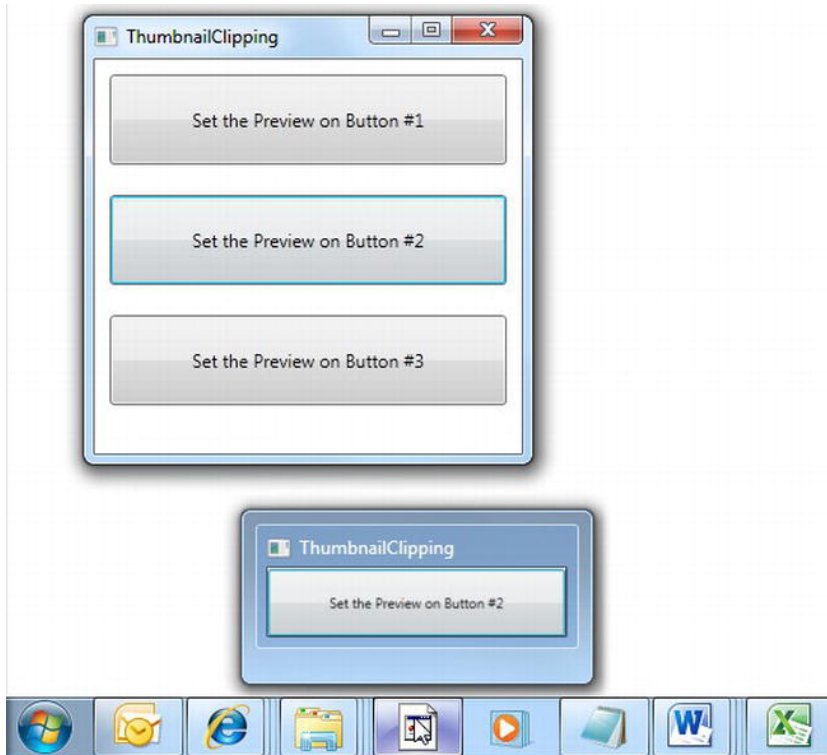 ThumbnailClipping
Set the Preview on Button #1
Set the Preview on Button #2
Set the Preview on Button #3
ThumbnailClipping
Set the Preview on Button #2